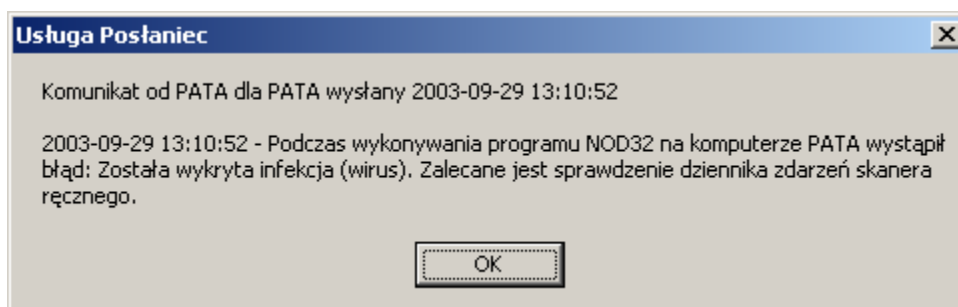 Usługa Posłaniec
Komunikat od PATA dla PATA wysłany 2003-09-29 13:10:52
2003-09-29 13:10:52 - Podczas wykonywania programu NOD32 na komputerze PATA wystąpił
błąd: Została wykryta infekcja (wirus). Zalecane jest sprawdzenie dziennika zdarzeń skanera
ręcznego.
OK